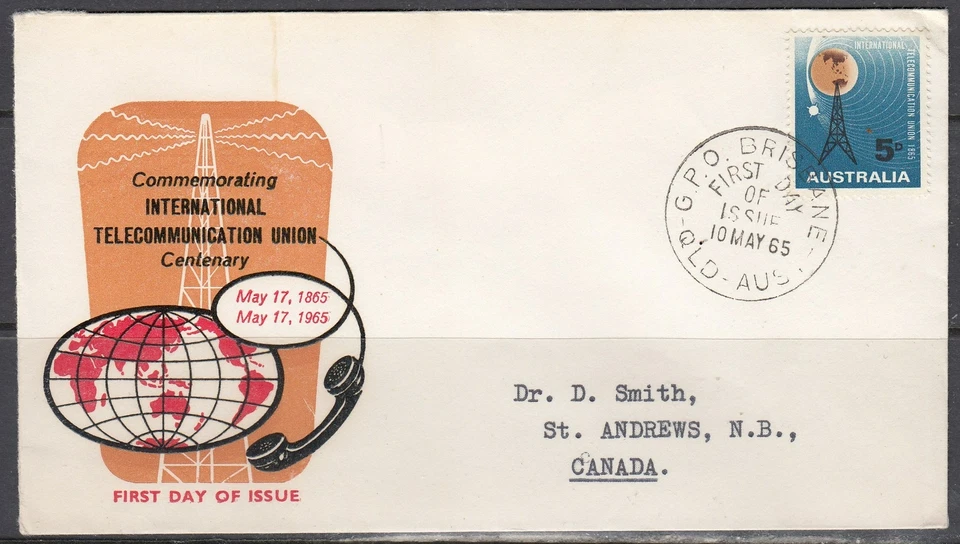 Commemorating
INTERNATIONAL
TELECOMMUNICATION UNION
Centenary
May 17, 1865
May 17, 1965
FIRST DAY OF ISSUE
INTERNATIONAL TELECOMMUNICATION UNION 1865
5D
AUSTRALIA
G.P.O. BRISBANE
FIRST DAY
OF
ISSUE
10 MAY 65
QLD-AUST
Dr. D. Smith,
St. ANDREWS, N.B.,
CANADA.